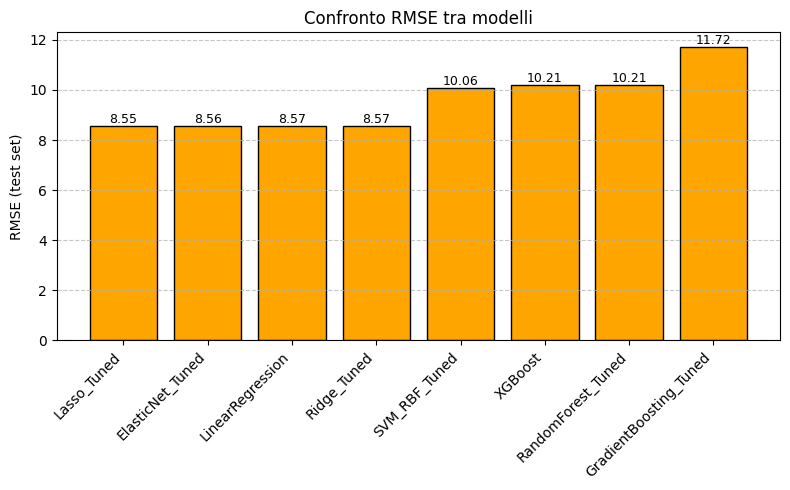 Confronto RMSE tra modelli
RMSE (test set)
12
10
8
6
4
2
0
8.55
8.56
8.57
8.57
10.06
10.21
10.21
11.72
Lasso_Tuned
ElasticNet_Tuned
LinearRegression
Ridge_Tuned
SVM_RBF_Tuned
XGBoost
RandomForest_Tuned
GradientBoosting_Tuned